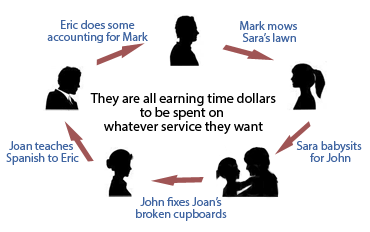 Eric does some
accounting for Mark
Mark mows
Sara's lawn
They are all earning time dollars
to be spent on
whatever service they want
Joan teaches
Spanish to Eric
Sara babysits
for John
John fixes Joan's
broken cupboards